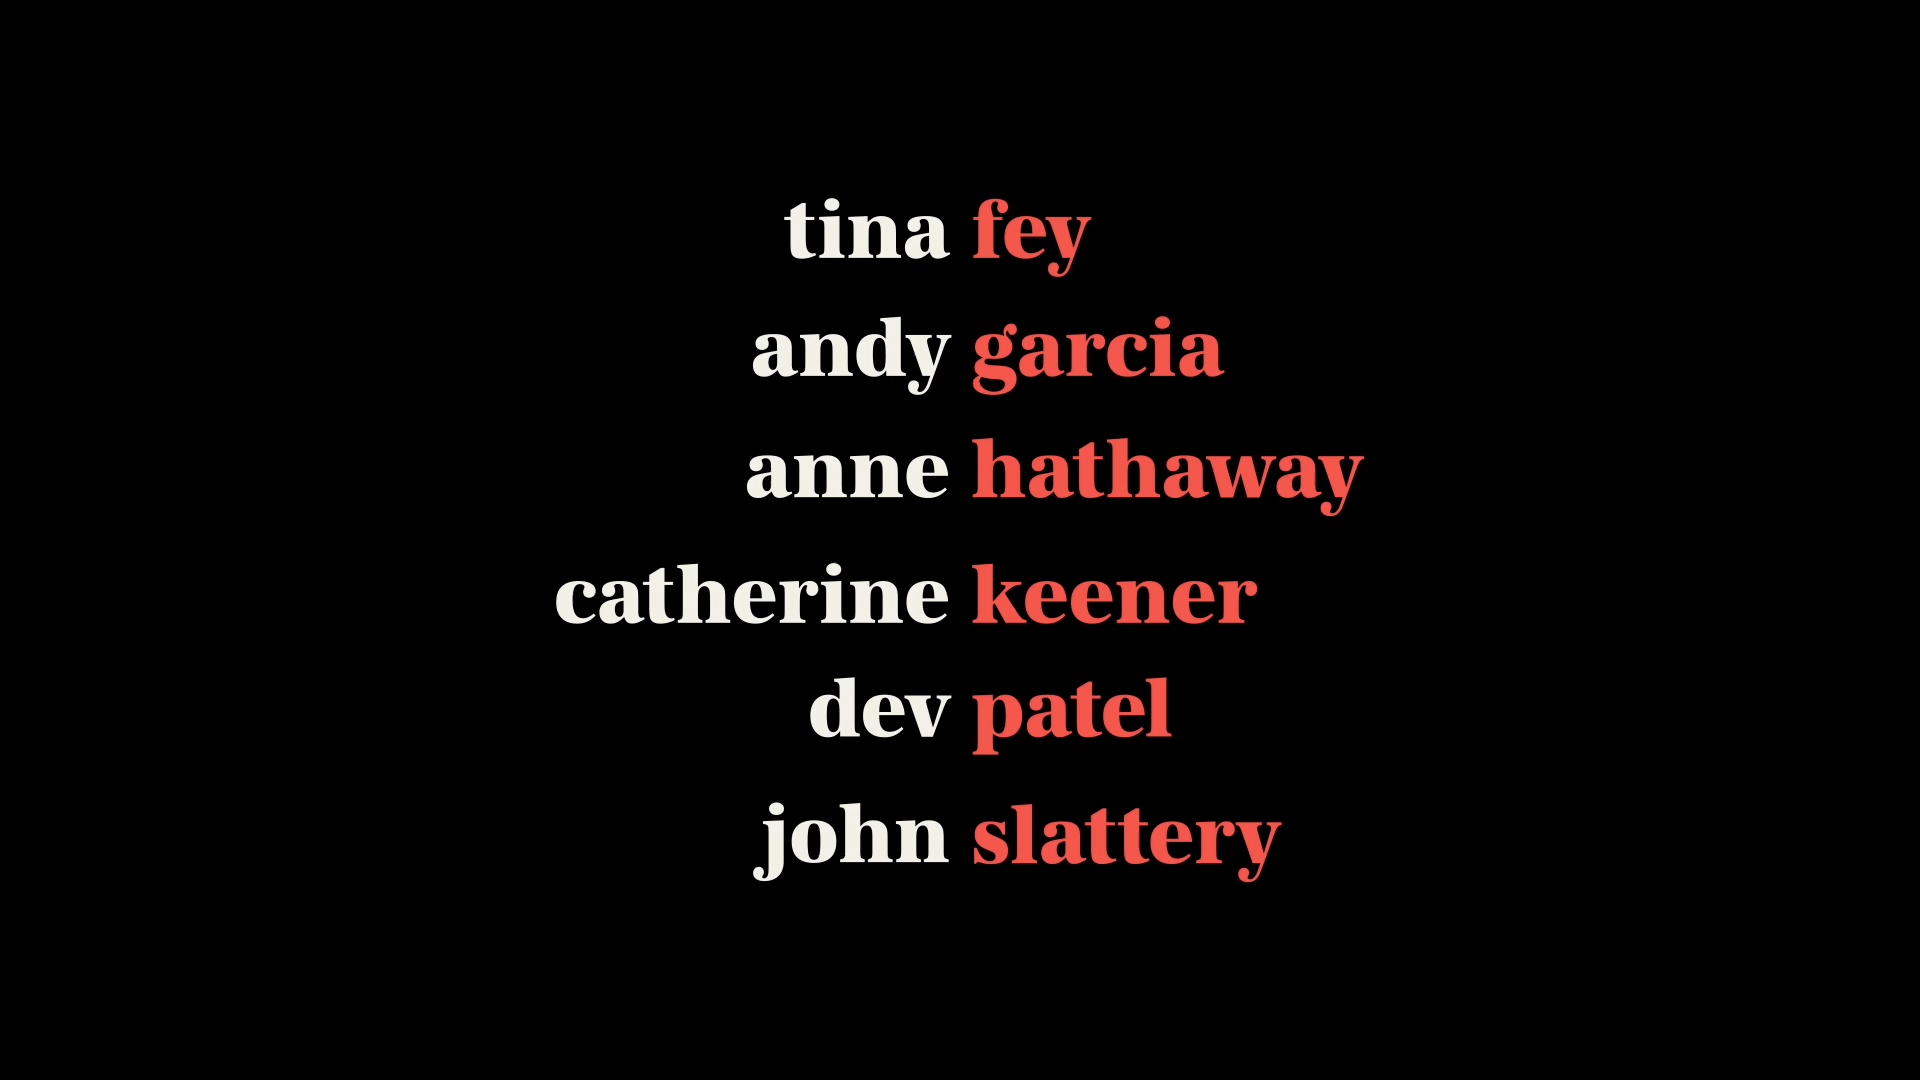 tina fey
andy garcia
anne hathaway
catherine keener
dev patel
john slattery